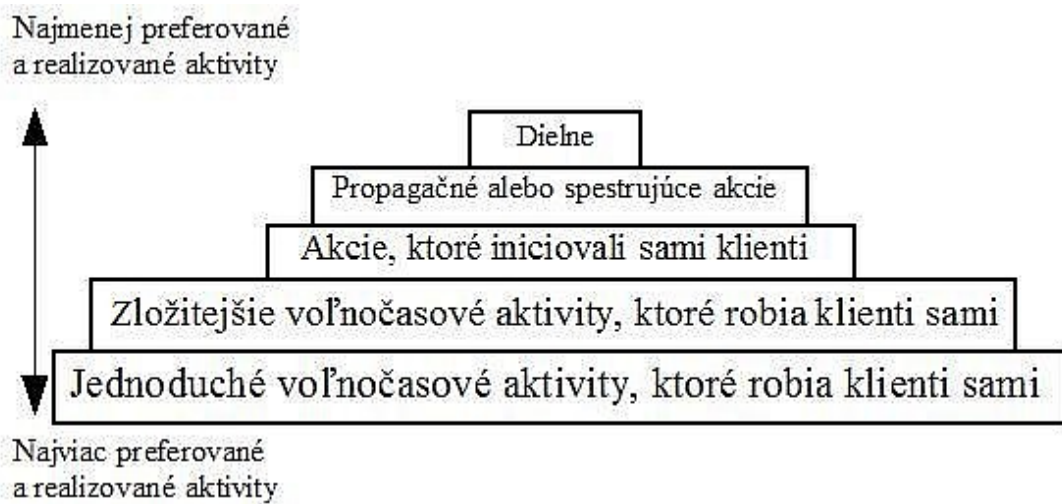 Najmenej preferované
a realizované aktivity
Dielne
Propagačné alebo spestrujúce akcie
Akcie, ktoré iniciovali sami klienti
Zložitejšie voľnočasové aktivity, ktoré robia klienti sami
Jednoduché voľnočasové aktivity, ktoré robia klienti sami
Najviac preferované
a realizované aktivity